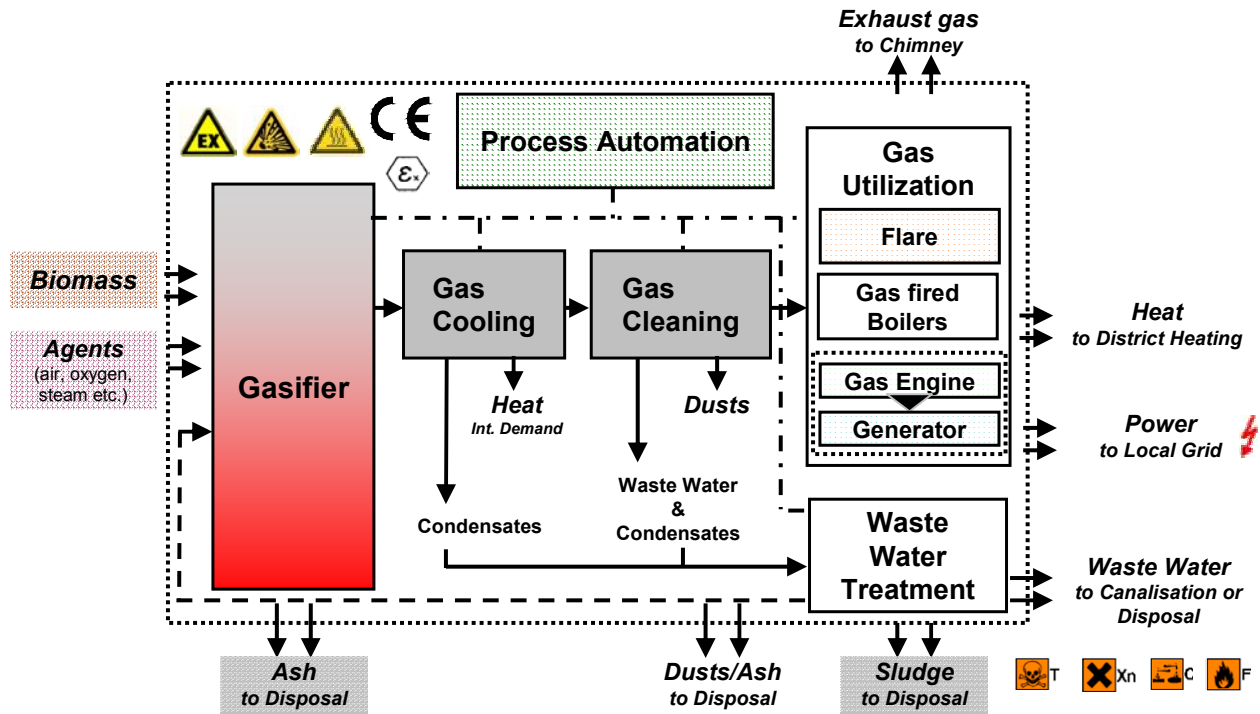 Exhaust gas
to Chimney
EX
CE
εx
Process Automation
Gas
Utilization
Flare
Gas fired
Boilers
Gas Engine
Generator
Biomass
Agents
(air, oxygen,
steam etc.)
Gasifier
Gas
Cooling
Gas
Cleaning
Heat
Int. Demand
Dusts
Heat
to District Heating
Power
to Local Grid
Condensates
Waste Water
&
Condensates
Waste
Water
Treatment
Waste Water
to Canalisation or
Disposal
Ash
to Disposal
Dusts/Ash
to Disposal
Sludge
to Disposal
T
Xn
C
F